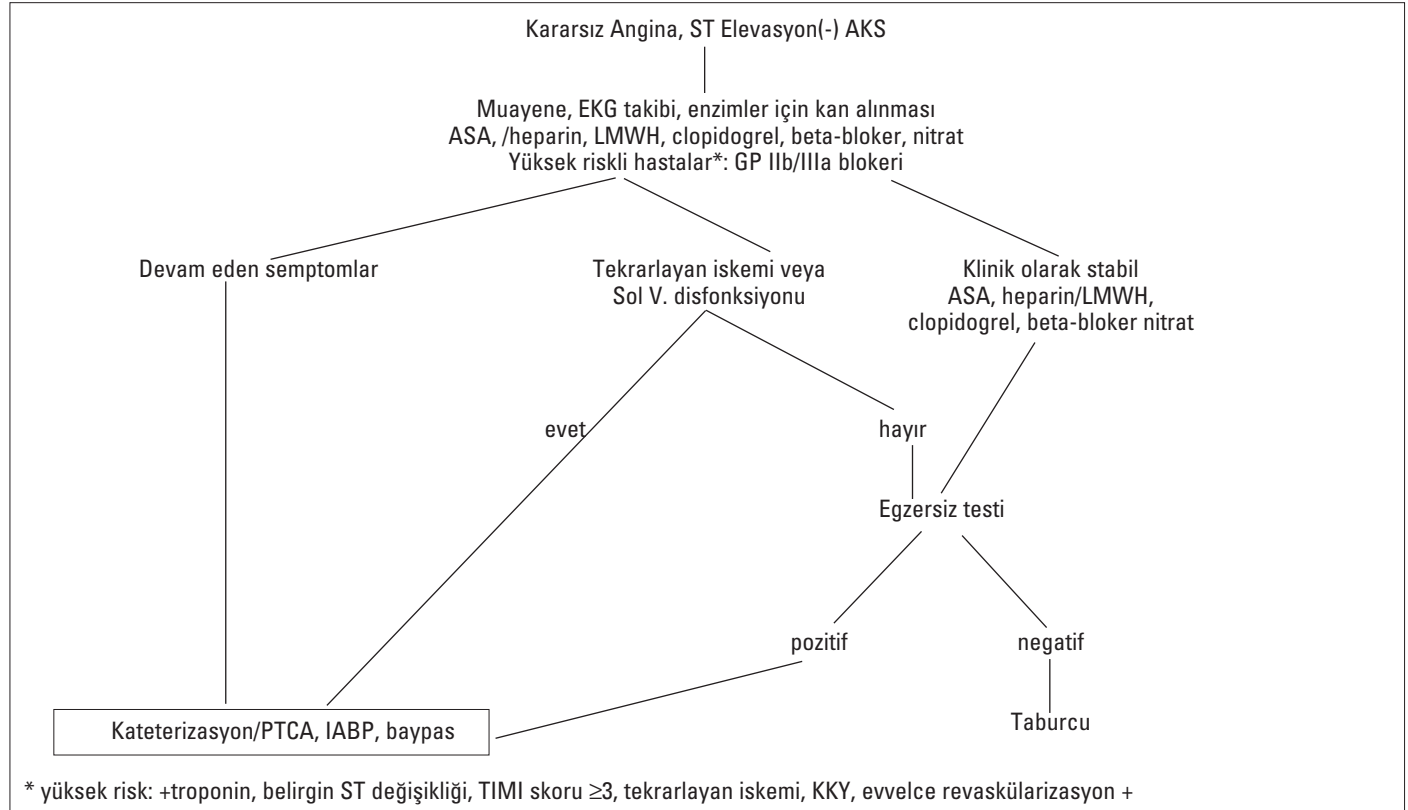 Kararsız Angina, ST Elevasyon(-) AKS
Muayene, EKG takibi, enzimler için kan alınması
ASA, /heparin, LMWH, clopidogrel, beta-bloker, nitrat
Yüksek riskli hastalar*: GP IIb/IIIa blokeri
Devam eden semptomlar
Tekrarlayan iskemi veya
Sol V. disfonksiyonu
Klinik olarak stabil
ASA, heparin/LMWH,
clopidogrel, beta-bloker nitrat
evet
hayır
Egzersiz testi
pozitif
negatif
Kateterizasyon/PTCA, IABP, baypas
Taburcu
* yüksek risk: +troponin, belirgin ST değişikliği, TIMI skoru ≥3, tekrarlayan iskemi, KKY, evvelce revaskülarizasyon +